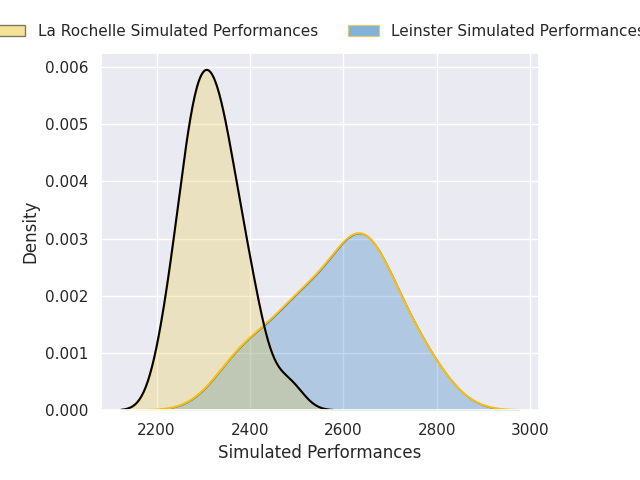 La Rochelle Simulated Performances
Leinster Simulated Performances
0.006
0.005
0.004
0.003
0.002
0.001
0.000
Density
2200 2400 2600 2800 3000
Simulated Performances